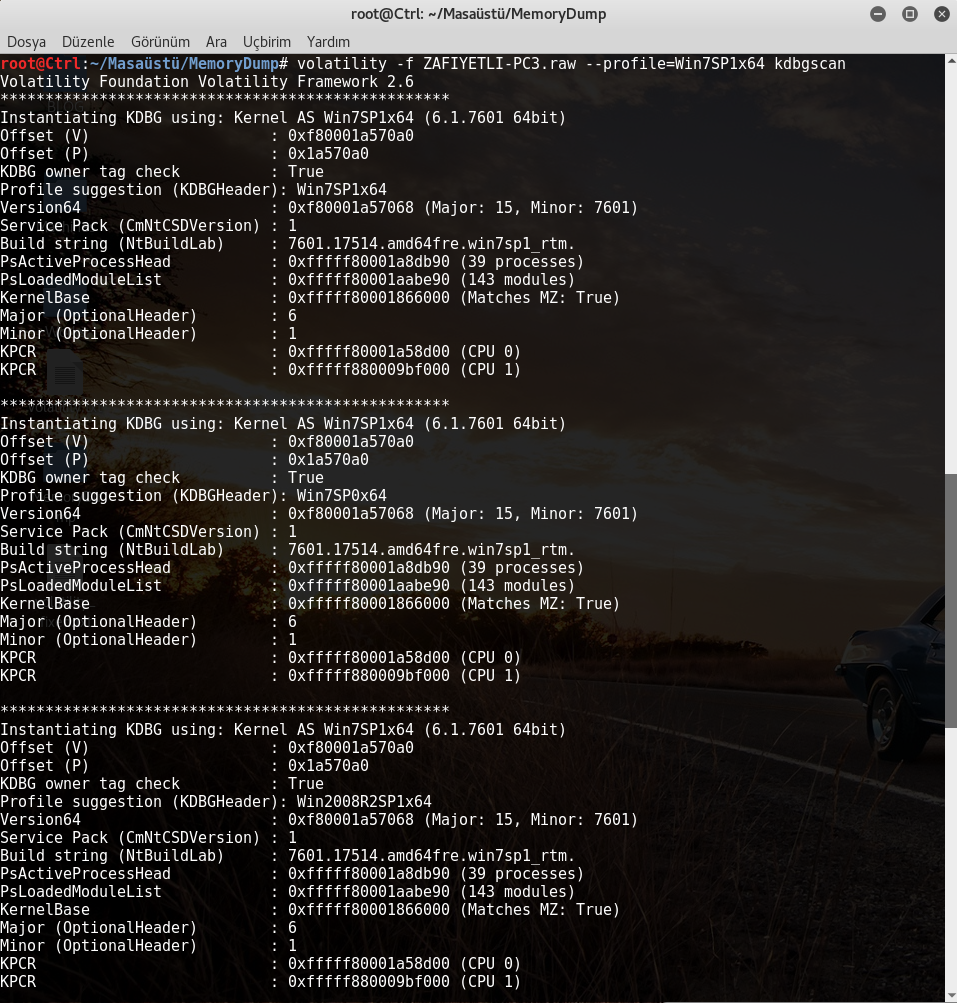 root@Ctrl: ~/Masaüstü/MemoryDump
Dosya Düzenle Görünüm Ara Uçbirim Yardım
root@Ctrl:~/Masaüstü/MemoryDump# volatility -f ZAFIYETLI-PC3.raw --profile=Win7SP1x64 kdbgscan
Volatility Foundation Volatility Framework 2.6
**************************************************
Instantiating KDBG using: Kernel AS Win7SP1x64 (6.1.7601 64bit)
Offset (V)                    : 0xf80001a570a0
Offset (P)                    : 0x1a570a0
KDBG owner tag check          : True
Profile suggestion (KDBGHeader): Win7SP1x64
Version64                     : 0xf80001a57068 (Major: 15, Minor: 7601)
Service Pack (CmNtCSDVersion) : 1
Build string (NtBuildLab)     : 7601.17514.amd64fre.win7sp1_rtm.
PsActiveProcessHead           : 0xfffff80001a8db90 (39 processes)
PsLoadedModuleList            : 0xfffff80001aabe90 (143 modules)
KernelBase                    : 0xfffff80001866000 (Matches MZ: True)
Major (OptionalHeader)        : 6
Minor (OptionalHeader)        : 1
KPCR                          : 0xfffff80001a58d00 (CPU 0)
KPCR                          : 0xfffff880009bf000 (CPU 1)
**************************************************
Instantiating KDBG using: Kernel AS Win7SP1x64 (6.1.7601 64bit)
Offset (V)                    : 0xf80001a570a0
Offset (P)                    : 0x1a570a0
KDBG owner tag check          : True
Profile suggestion (KDBGHeader): Win7SP0x64
Version64                     : 0xf80001a57068 (Major: 15, Minor: 7601)
Service Pack (CmNtCSDVersion) : 1
Build string (NtBuildLab)     : 7601.17514.amd64fre.win7sp1_rtm.
PsActiveProcessHead           : 0xfffff80001a8db90 (39 processes)
PsLoadedModuleList            : 0xfffff80001aabe90 (143 modules)
KernelBase                    : 0xfffff80001866000 (Matches MZ: True)
Major (OptionalHeader)        : 6
Minor (OptionalHeader)        : 1
KPCR                          : 0xfffff80001a58d00 (CPU 0)
KPCR                          : 0xfffff880009bf000 (CPU 1)
**************************************************
Instantiating KDBG using: Kernel AS Win7SP1x64 (6.1.7601 64bit)
Offset (V)                    : 0xf80001a570a0
Offset (P)                    : 0x1a570a0
KDBG owner tag check          : True
Profile suggestion (KDBGHeader): Win2008R2SP1x64
Version64                     : 0xf80001a57068 (Major: 15, Minor: 7601)
Service Pack (CmNtCSDVersion) : 1
Build string (NtBuildLab)     : 7601.17514.amd64fre.win7sp1_rtm.
PsActiveProcessHead           : 0xfffff80001a8db90 (39 processes)
PsLoadedModuleList            : 0xfffff80001aabe90 (143 modules)
KernelBase                    : 0xfffff80001866000 (Matches MZ: True)
Major (OptionalHeader)        : 6
Minor (OptionalHeader)        : 1
KPCR                          : 0xfffff80001a58d00 (CPU 0)
KPCR                          : 0xfffff880009bf000 (CPU 1)